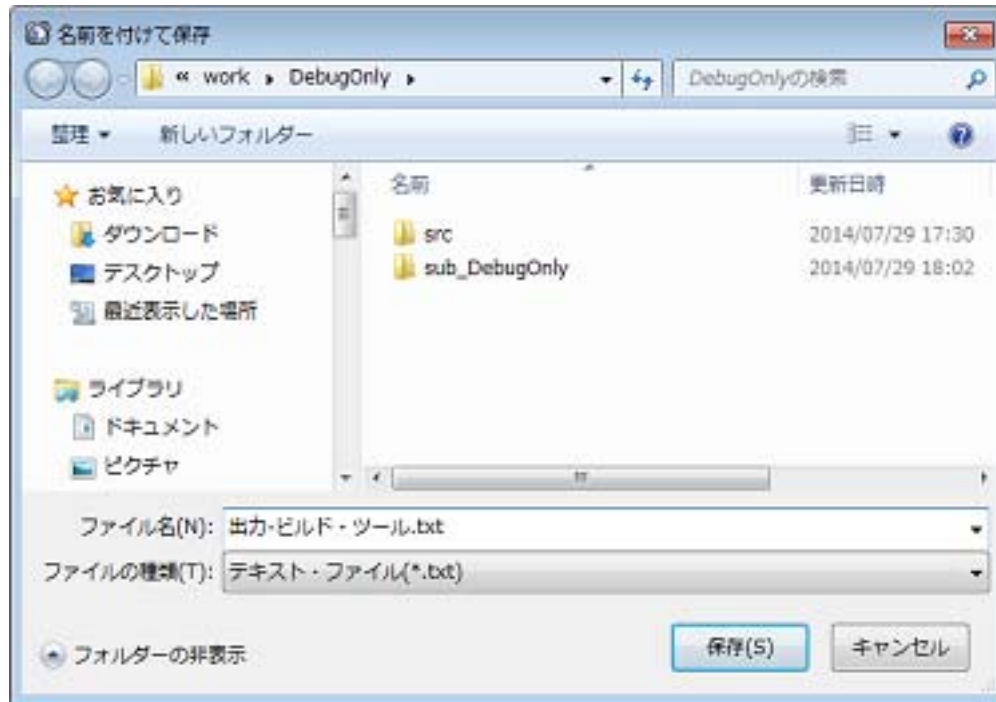 名前を付けて保存
« work ▸ DebugOnly ▸
DebugOnlyの検索
整理
新しいフォルダー
お気に入り
ダウンロード
デスクトップ
最近表示した場所
ライブラリ
ドキュメント
ピクチャ
名前
更新日時
src
2014/07/29 17:30
sub_DebugOnly
2014/07/29 18:02
ファイル名(N): 出力-ビルド・ツール.txt
ファイルの種類(T): テキスト・ファイル(*.txt)
フォルダーの非表示
保存(S)
キャンセル